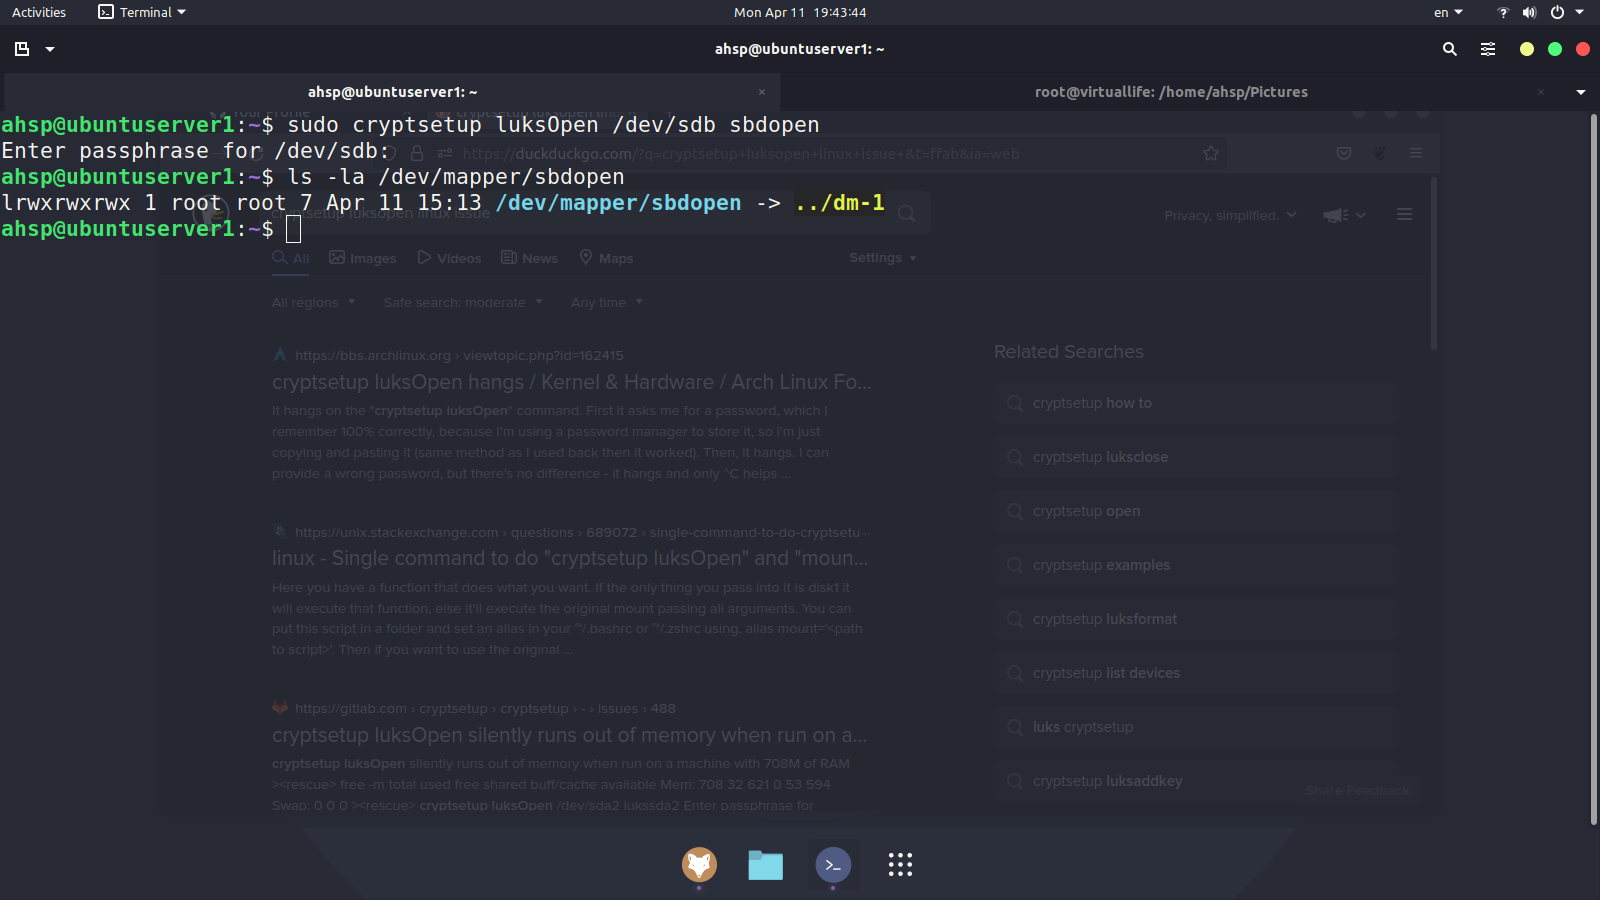 Activities
Terminal
Mon Apr 11 19:43:44
en
ahsp@ubuntuserver1: ~
ahsp@ubuntuserver1: ~
×
root@virtuallife: /home/ahsp/Pictures
×
ahsp@ubuntuserver1:~$ sudo cryptsetup luksOpen /dev/sdb sbdopen
Enter passphrase for /dev/sdb:
https://duckduckgo.com/?q=cryptsetup+luksopen+linux+issue+&t=ffab&ia=web
ahsp@ubuntuserver1:~$ ls -la /dev/mapper/sbdopen
lrwxrwxrwx 1 root root 7 Apr 11 15:13 /dev/mapper/sbdopen -> ../dm-1
cryptsetup luksopen linux issue
Privacy, simplified.
ahsp@ubuntuserver1:~$
All
Images
Videos
News
Maps
Settings
All regions
Safe search: moderate
Any time
https://bbs.archlinux.org › viewtopic.php?id=162415
cryptsetup luksOpen hangs / Kernel & Hardware / Arch Linux Fo...
It hangs on the "cryptsetup luksOpen" command. First it asks me for a password, which I
remember 100% correctly, because I'm using a password manager to store it, so I'm just
copying and pasting it (same method as I used back then it worked). Then, it hangs. I can
provide a wrong password, but there's no difference - it hangs and only ^C helps ...
https://unix.stackexchange.com › questions › 689072 › single-command-to-do-cryptsetu...
linux - Single command to do "cryptsetup luksOpen" and "moun...
Here you have a function that does what you want. If the only thing you pass into it is disk1 it
will execute that function, else it'll execute the original mount passing all arguments. You can
put this script in a folder and set an alias in your ~/.bashrc or ~/.zshrc using. alias mount='<path
to script>'. Then if you want to use the original ...
https://gitlab.com › cryptsetup › cryptsetup › - › issues › 488
cryptsetup luksOpen silently runs out of memory when run on a...
cryptsetup luksOpen silently runs out of memory when run on a machine with 708M of RAM
><rescue> free -m total used free shared buff/cache available Mem: 708 32 621 0 53 594
Swap: 0 0 0 ><rescue> cryptsetup luksOpen /dev/sda2 lukssda2 Enter passphrase for
Related Searches
cryptsetup how to
cryptsetup luksclose
cryptsetup open
cryptsetup examples
cryptsetup luksformat
cryptsetup list devices
luks cryptsetup
cryptsetup luksaddkey
Share Feedback